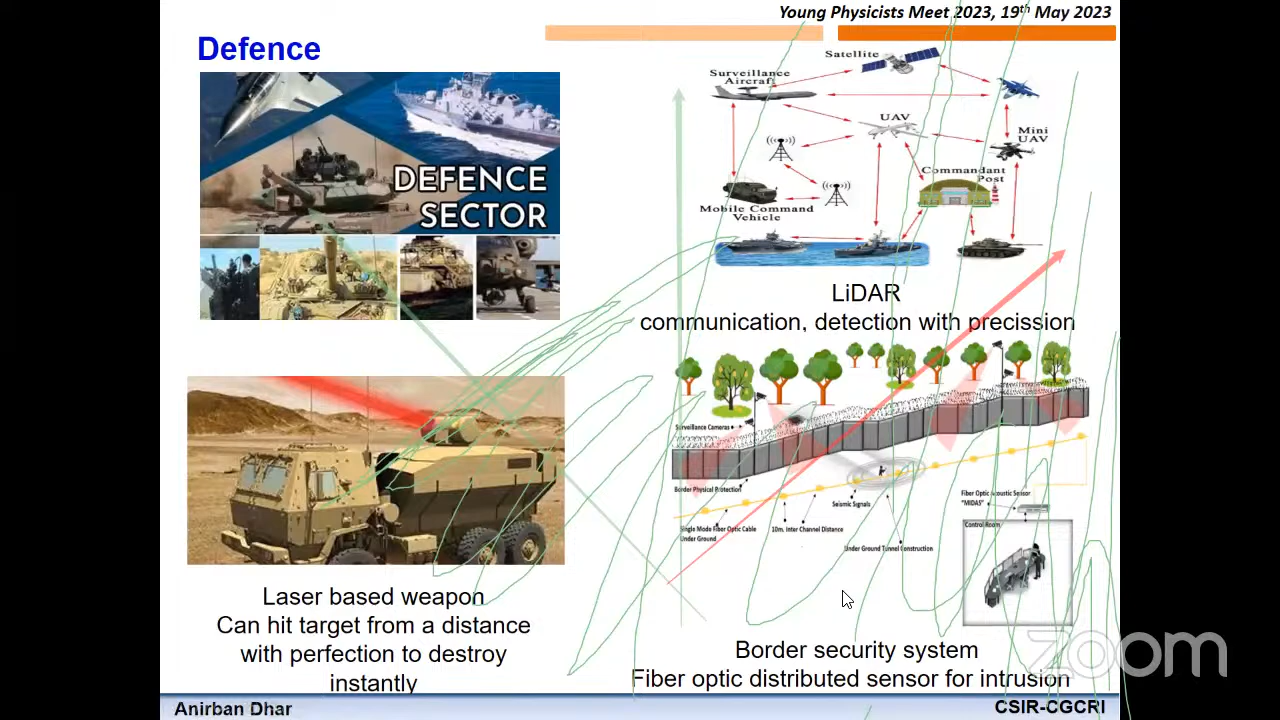 Young Physicists Meet 2023, 19th May 2023
Defence
DEFENCE
SECTOR
Satellite
Surveillance
Aircraft
UAV
Mini
UAV
Commandant
Post
Mobile Command
Vehicle
LiDAR
communication, detection with precission
Surveillance Cameras
Border Physical Protection
Seismic Signals
Fiber Optic Acoustic Sensor
"MIDAS"
Single Mode Fiber Optic Cable
Under Ground
10m. Inter Channel Distance
Control Room
Under Ground Tunnel Construction
Laser based weapon
Can hit target from a distance
with perfection to destroy
instantly
Border security system
Fiber optic distributed sensor for intrusion
zoom
Anirban Dhar
CSIR-CGCRI